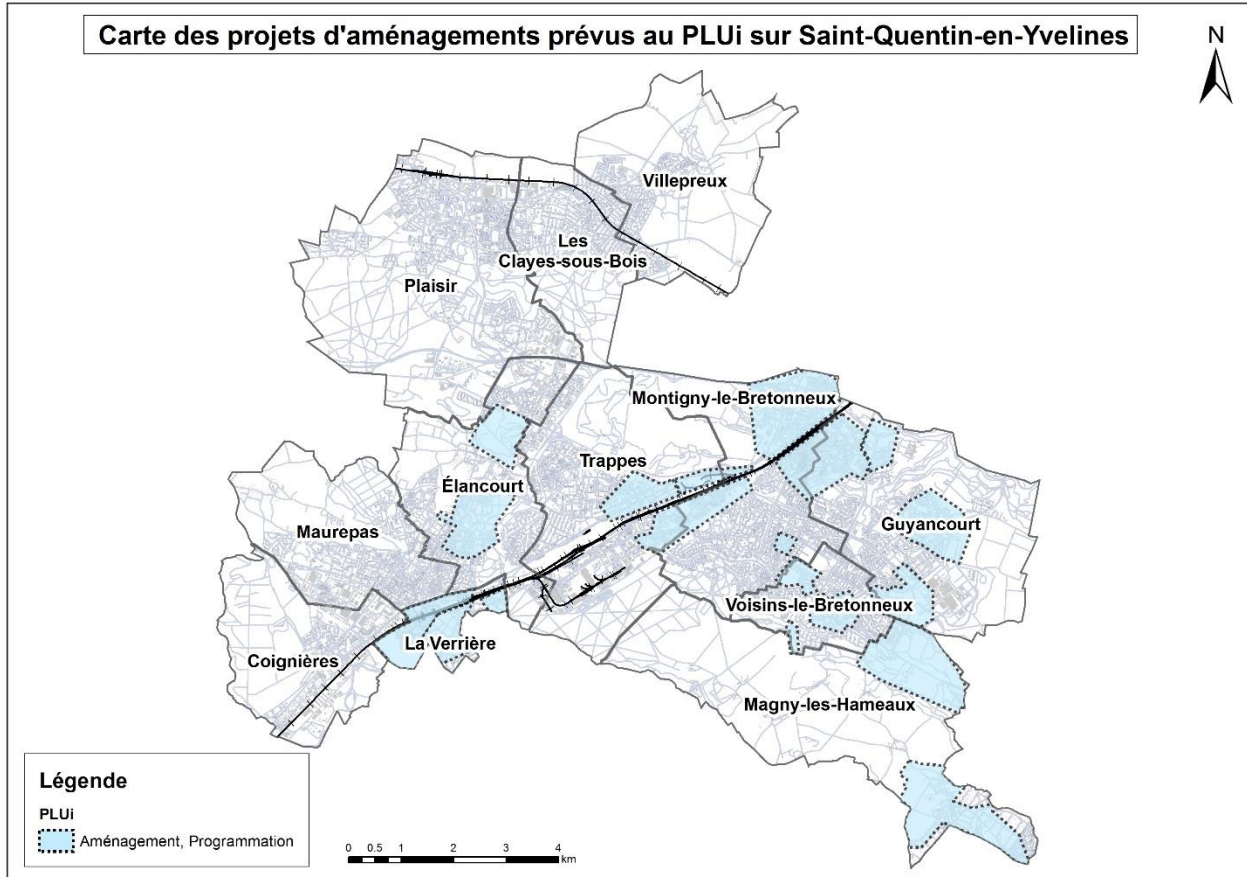 Carte des projets d'aménagements prévus au PLUi sur Saint-Quentin-en-Yvelines
N
Villepreux
Les
Clayes-sous-Bois
Plaisir
Montigny-le-Bretonneux
Trappes
Élancourt
Maurepas
Guyancourt
Voisins-le-Bretonneux
La Verrière
Coignières
Magny-les-Hameaux
Légende
PLUi
Aménagement, Programmation
0 0.5 1 2 3 4
km